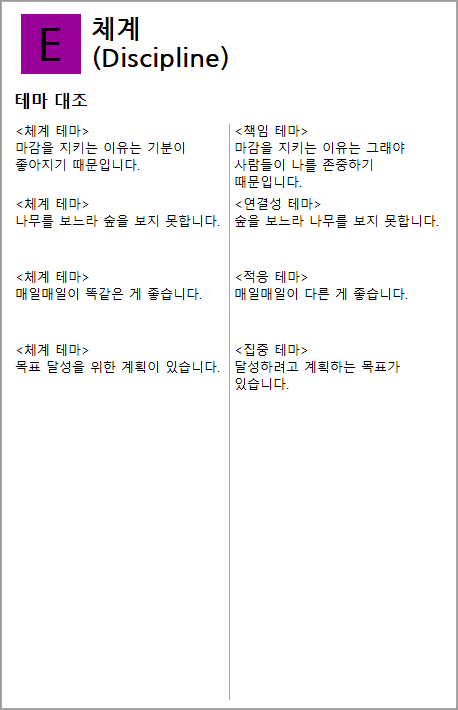 E
체계
(Discipline)
테마 대조
<체계 테마>
마감을 지키는 이유는 기분이
좋아지기 때문입니다.
<책임 테마>
마감을 지키는 이유는 그래야
사람들이 나를 존중하기
때문입니다.
<체계 테마>
나무를 보느라 숲을 보지 못합니다.
<연결성 테마>
숲을 보느라 나무를 보지 못합니다.
<체계 테마>
매일매일이 똑같은 게 좋습니다.
<적응 테마>
매일매일이 다른 게 좋습니다.
<체계 테마>
목표 달성을 위한 계획이 있습니다.
<집중 테마>
달성하려고 계획하는 목표가
있습니다.